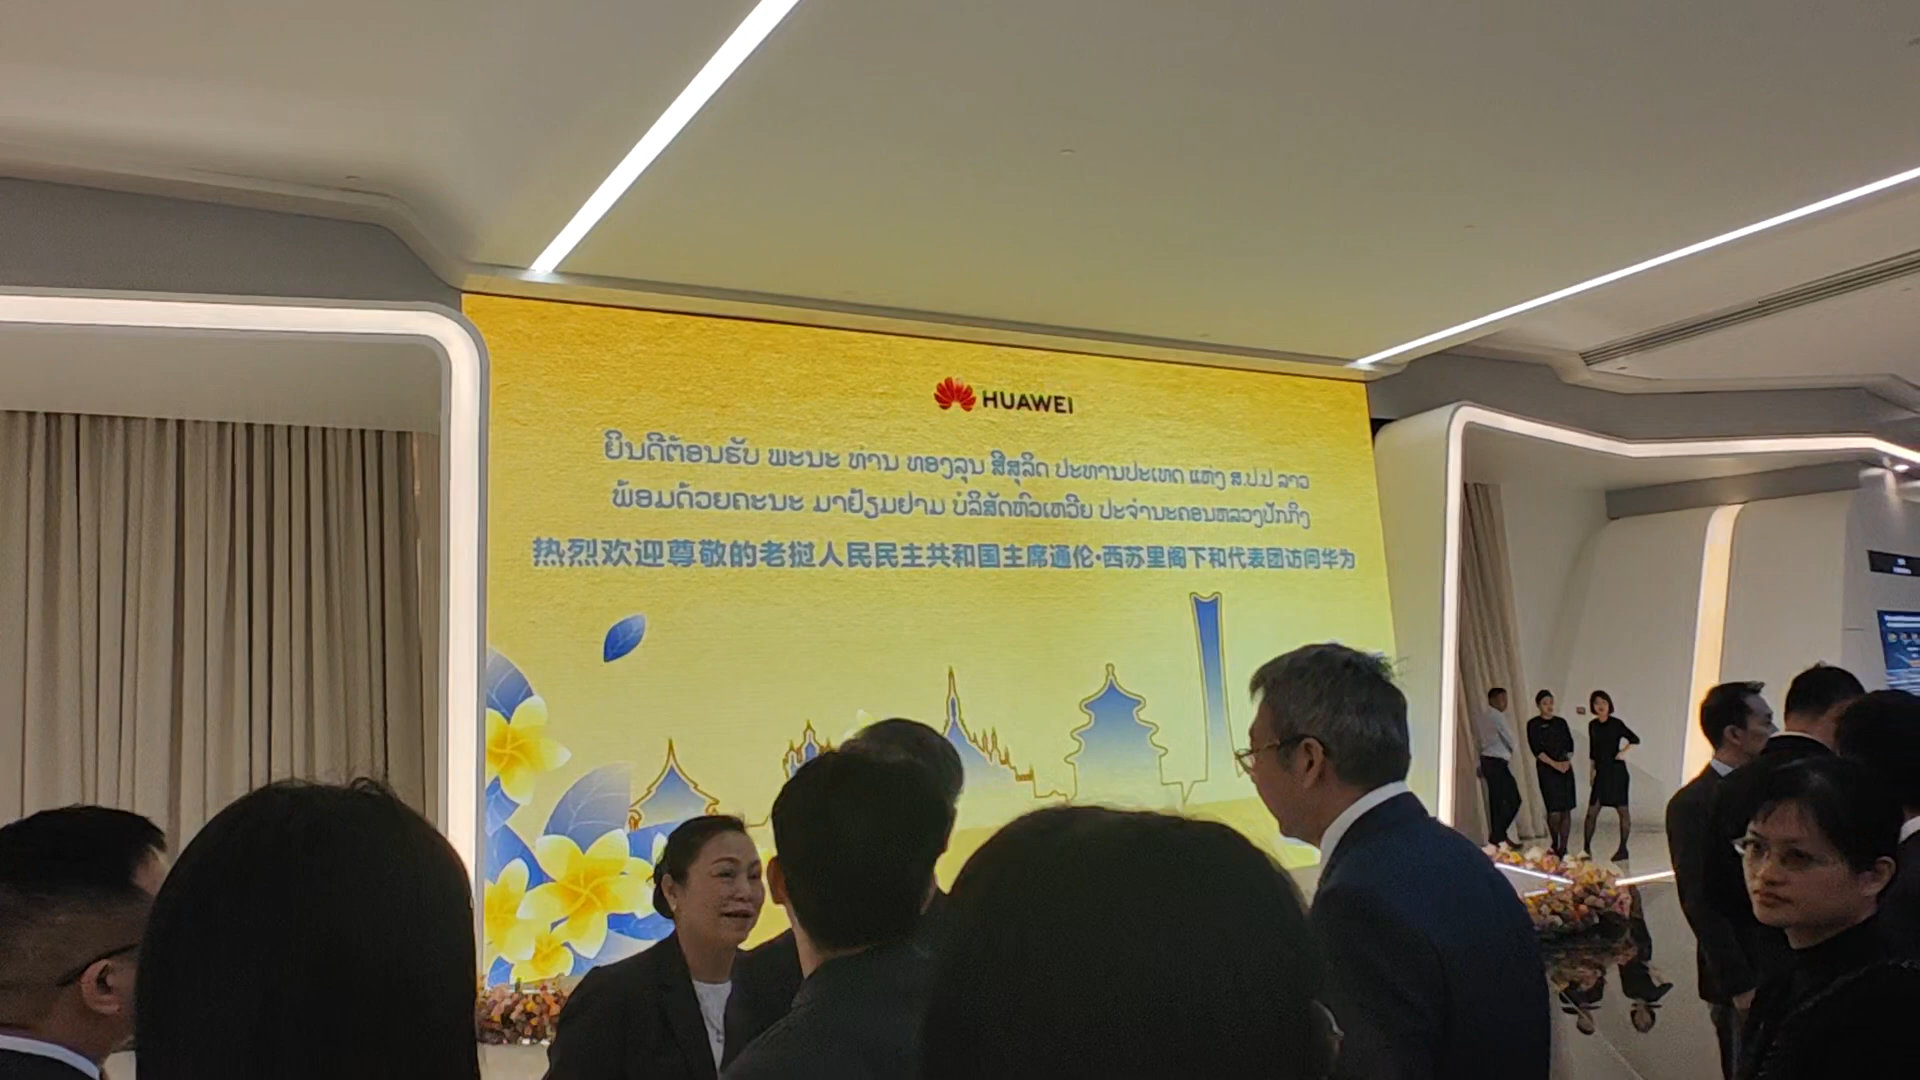 HUAWEI
ຍິນດີຕ້ອນຮັບ ພະນະ ທ່ານ ທອງລຸນ ສີສຸລິດ ປະທານປະເທດ ແຫ່ງ ສ.ປ.ປ ລາວ
ພ້ອມດ້ວຍຄະນະ ມາຢ້ຽມຢາມ ບໍລິສັດຫົວເຫວີຍ ປະຈຳນະຄອນຫລວງປັກກິ່ງ
热烈欢迎尊敬的老挝人民民主共和国主席通伦·西苏里阁下和代表团访问华为